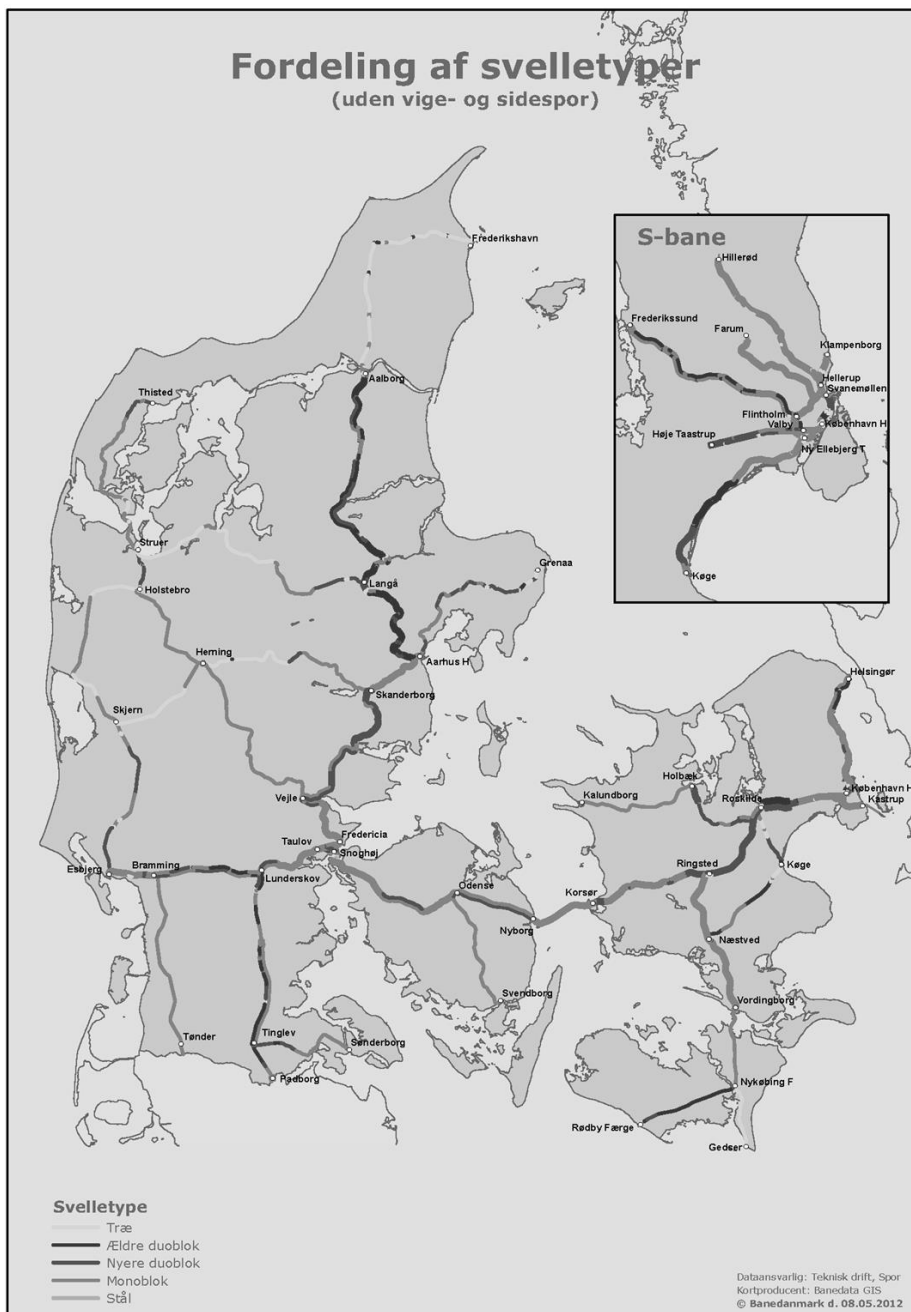 Fordeling af svelletyper
(uden vige- og sidespor)
Frederikshavn
Aalborg
Thisted
Struer
Holstebro
Langå
Grenaa
Herning
Aarhus H
Skanderborg
Skjern
Vejle
Fredericia
Taulov
Snoghøj
Esbjerg
Bramming
Lunderskov
Odense
Nyborg
Svendborg
Tønder
Tinglev
Sønderborg
Padborg
Helsingør
Holbæk
Kalundborg
Roskilde
København H
Kastrup
Korsør
Ringsted
Køge
Næstved
Vordingborg
Nykøbing F
Rødby Færge
Gedser
S-bane
Hillerød
Frederikssund
Farum
Klampenborg
Hellerup
Svanemøllen
Flintholm
Valby
København H
Høje Taastrup
Ny Ellebjerg T
Køge
Svelletype
Træ
Ældre duoblok
Nyere duoblok
Monoblok
Stål
Dataansvarlig: Teknisk drift, Spor
Kortproducent: Banedata GIS
© Banedanmark d. 08.05.2012